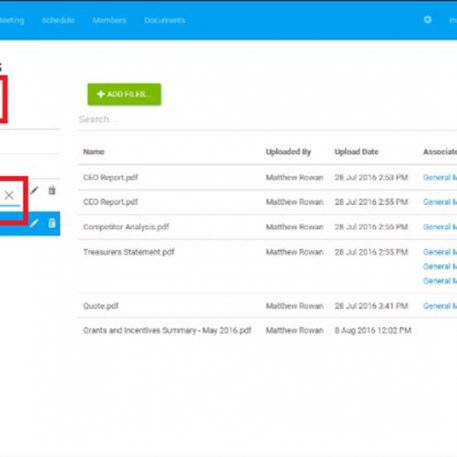 Meeting Schedule Members Documents m
s
+ ADD FILES...
Search...
Name Uploaded By Upload Date Associate
CEO Report.pdf Matthew Rowan 28 Jul 2016 2:53 PM General M
CEO Report.pdf Matthew Rowan 28 Jul 2016 2:55 PM General M
Competitor Analysis.pdf Matthew Rowan 28 Jul 2016 2:55 PM General M
Treasurers Statement.pdf Matthew Rowan 28 Jul 2016 2:55 PM General M
General M
General M
Quote.pdf Matthew Rowan 28 Jul 2016 3:41 PM General M
Grants and Incentives Summary - May 2016.pdf Matthew Rowan 8 Aug 2016 12:02 PM